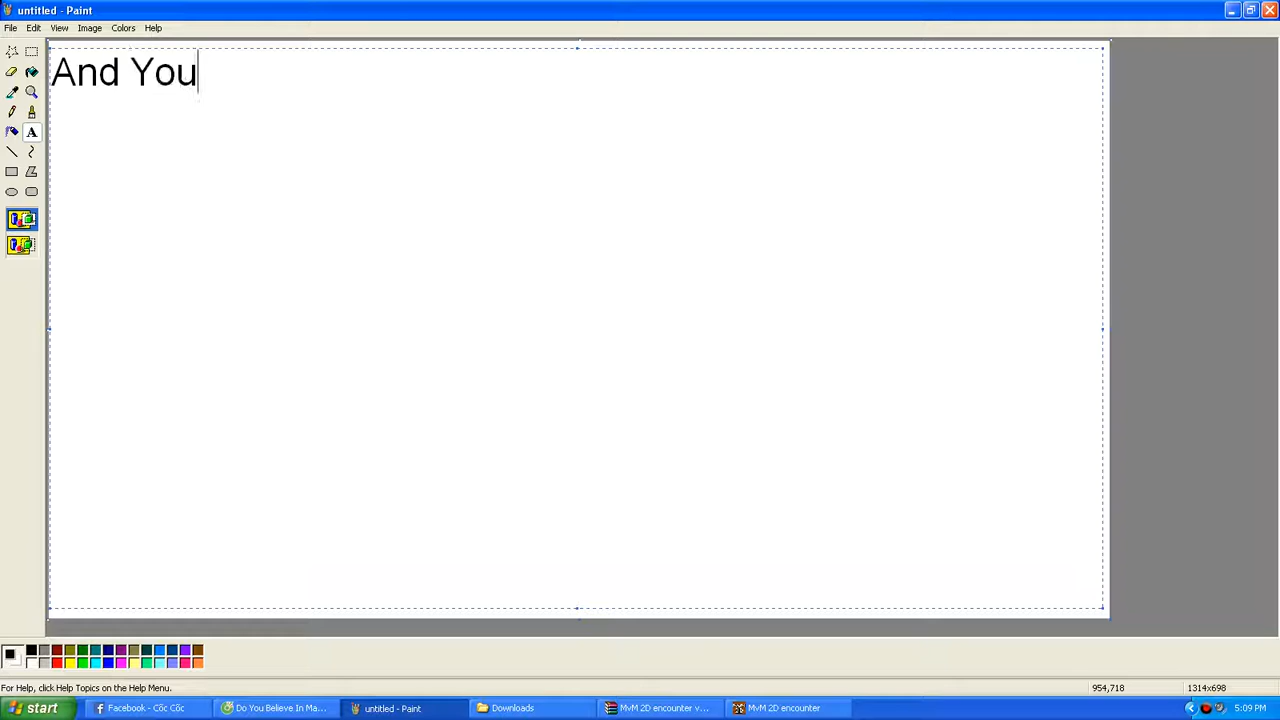 untitled - Paint
File Edit View Image Colors Help
And You
A
For Help, click Help Topics on the Help Menu.
954,718
1314x698
start
Facebook - Cốc Cốc
Do You Believe In Ma...
untitled - Paint
Downloads
MvM 2D encounter v...
MvM 2D encounter
5:09 PM